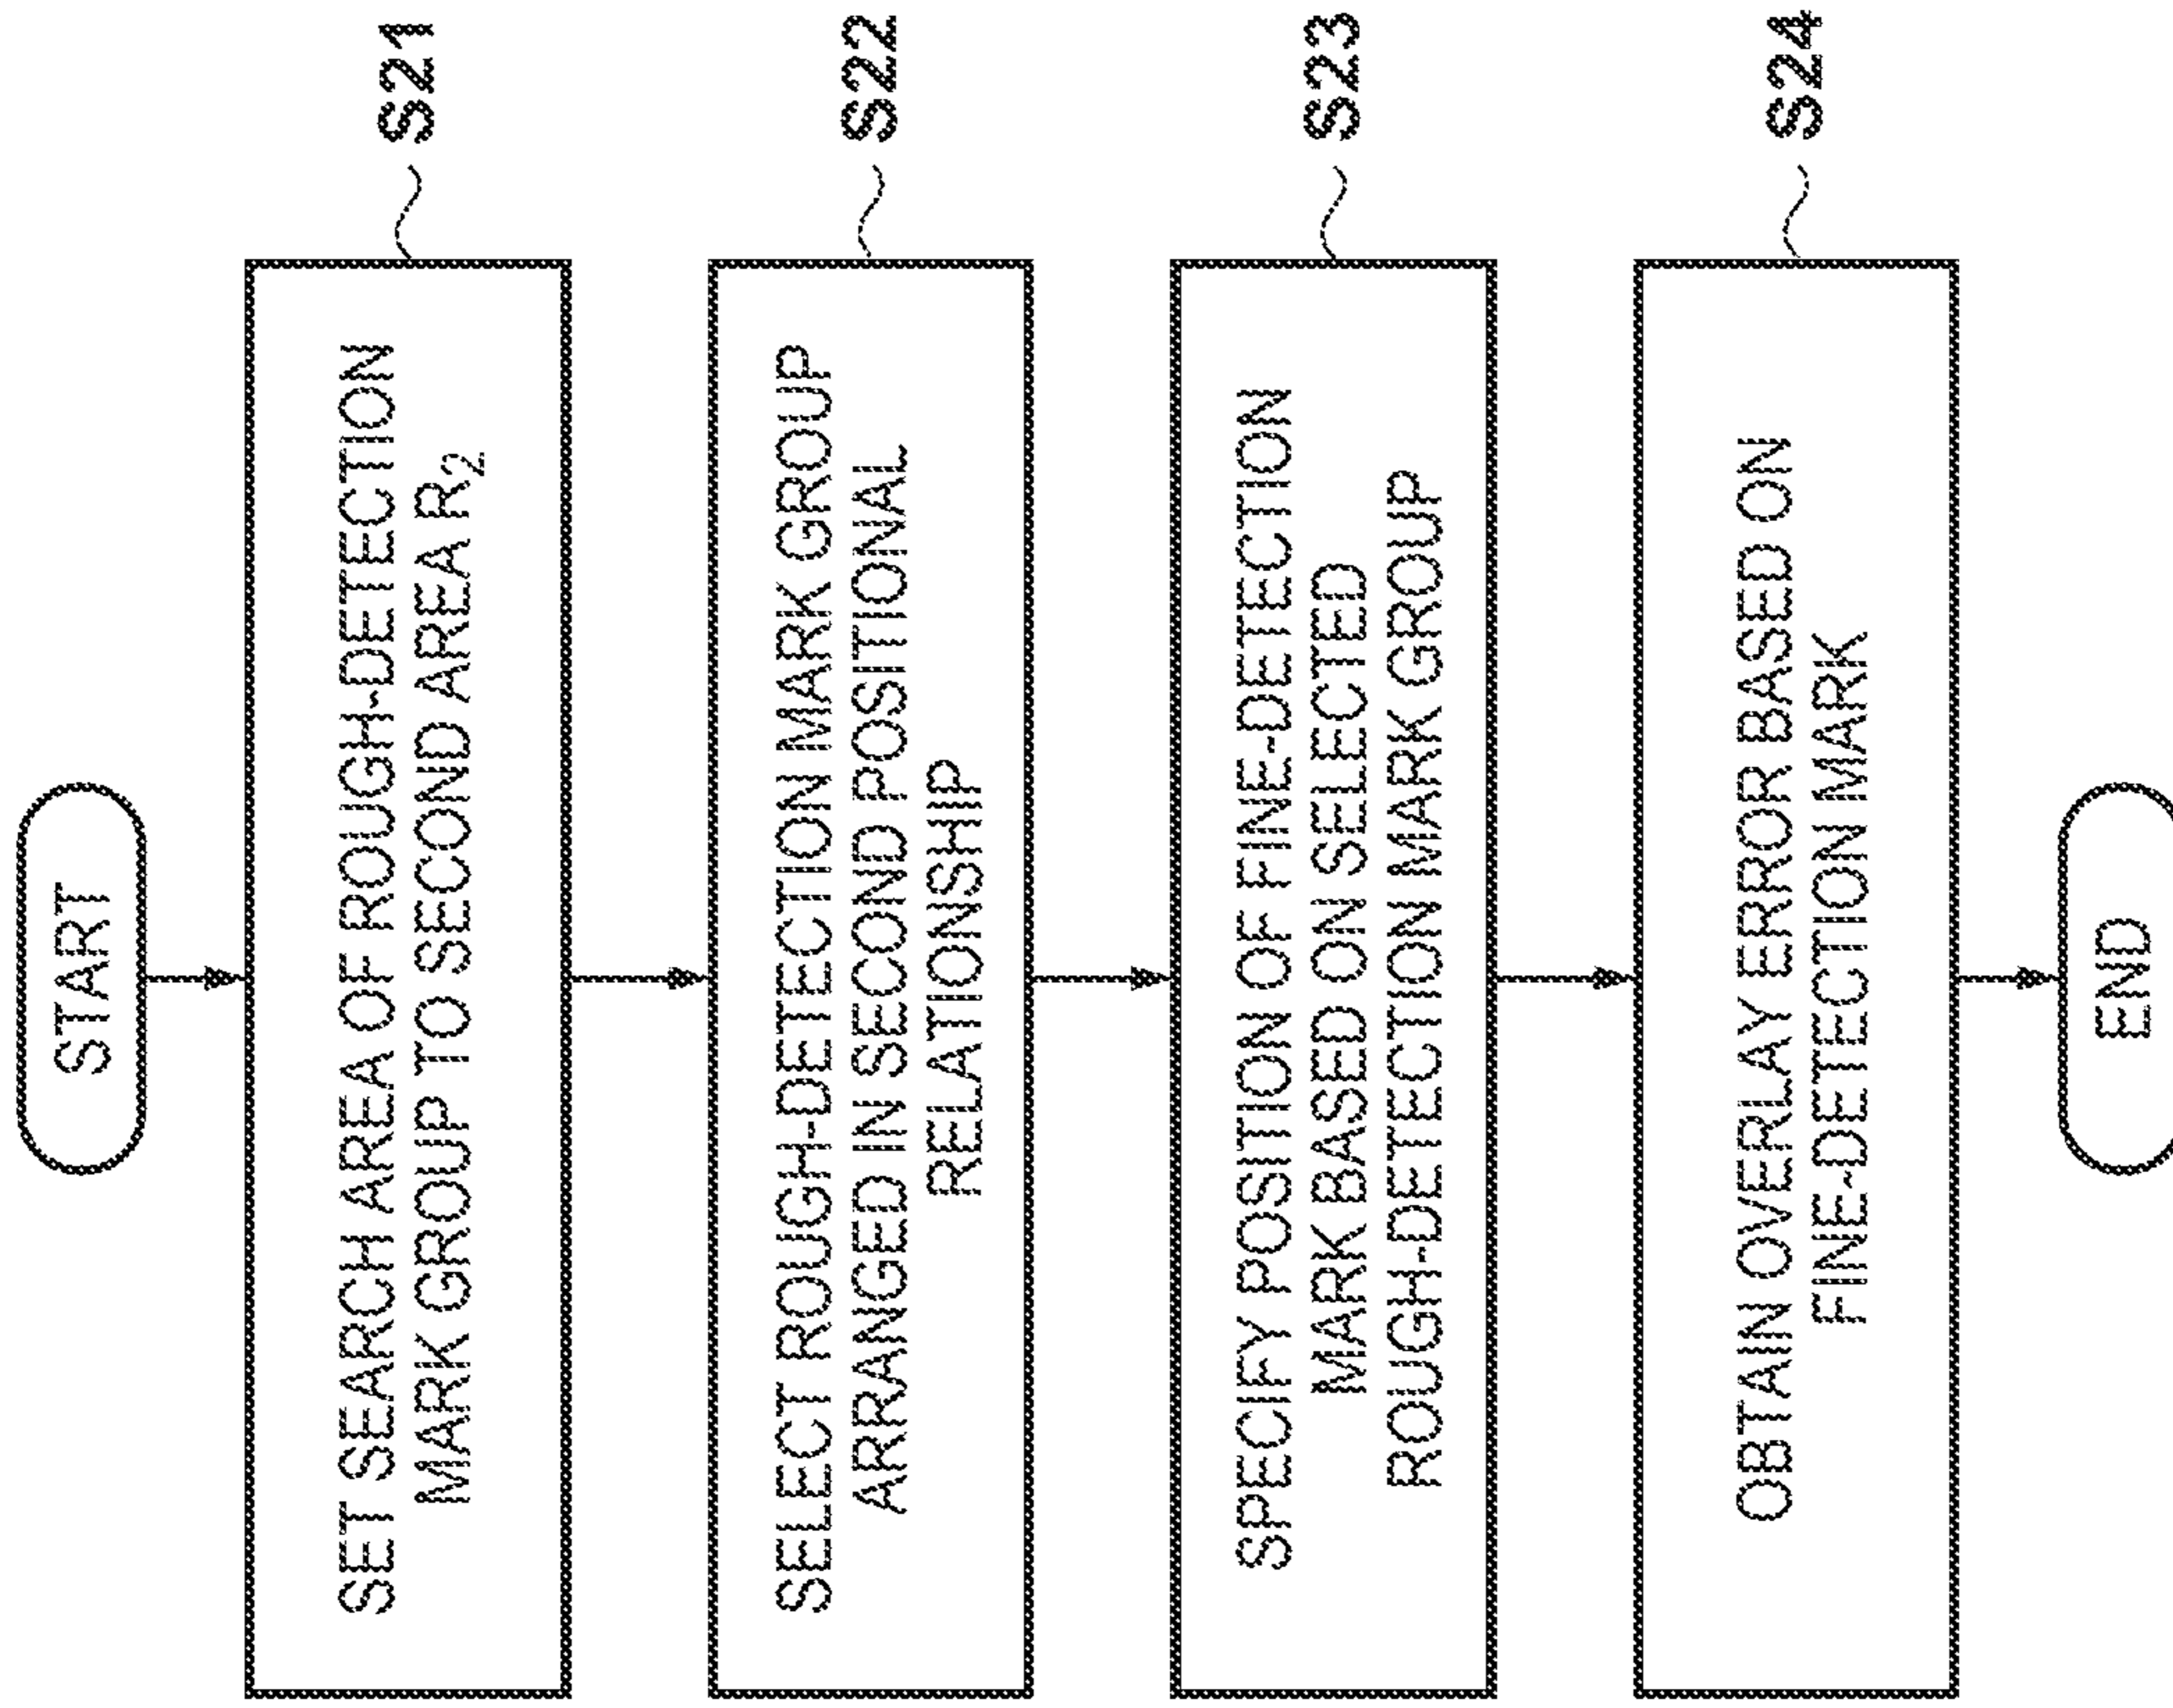 START
SET SEARCH AREA OF ROUGH-DETECTION
MARK GROUP TO SECOND AREA R₂
S21
SELECT ROUGH-DETECTION MARK GROUP
ARRANGED IN SECOND POSITIONAL
RELATIONSHIP
S22
SPECIFY POSITION OF FINE-DETECTION
MARK BASED ON SELECTED
ROUGH-DETECTION MARK GROUP
S23
OBTAIN OVERLAY ERROR BASED ON
FINE-DETECTION MARK
S24
END